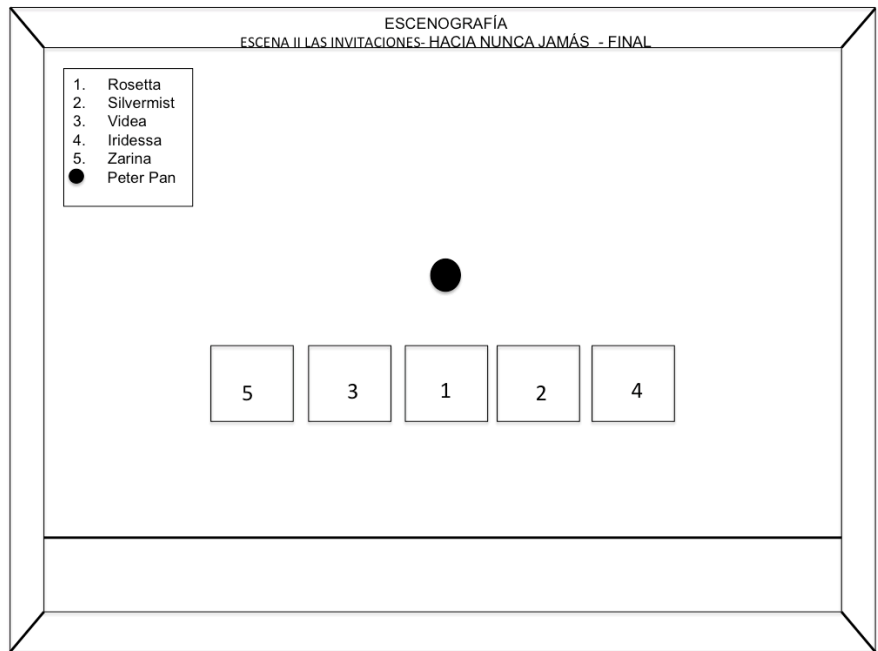 ESCENOGRAFÍA
ESCENA II LAS INVITACIONES- HACIA NUNCA JAMÁS - FINAL
1. Rosetta
2. Silvermist
3. Videa
4. Iridessa
5. Zarina
Peter Pan
5 3 1 2 4